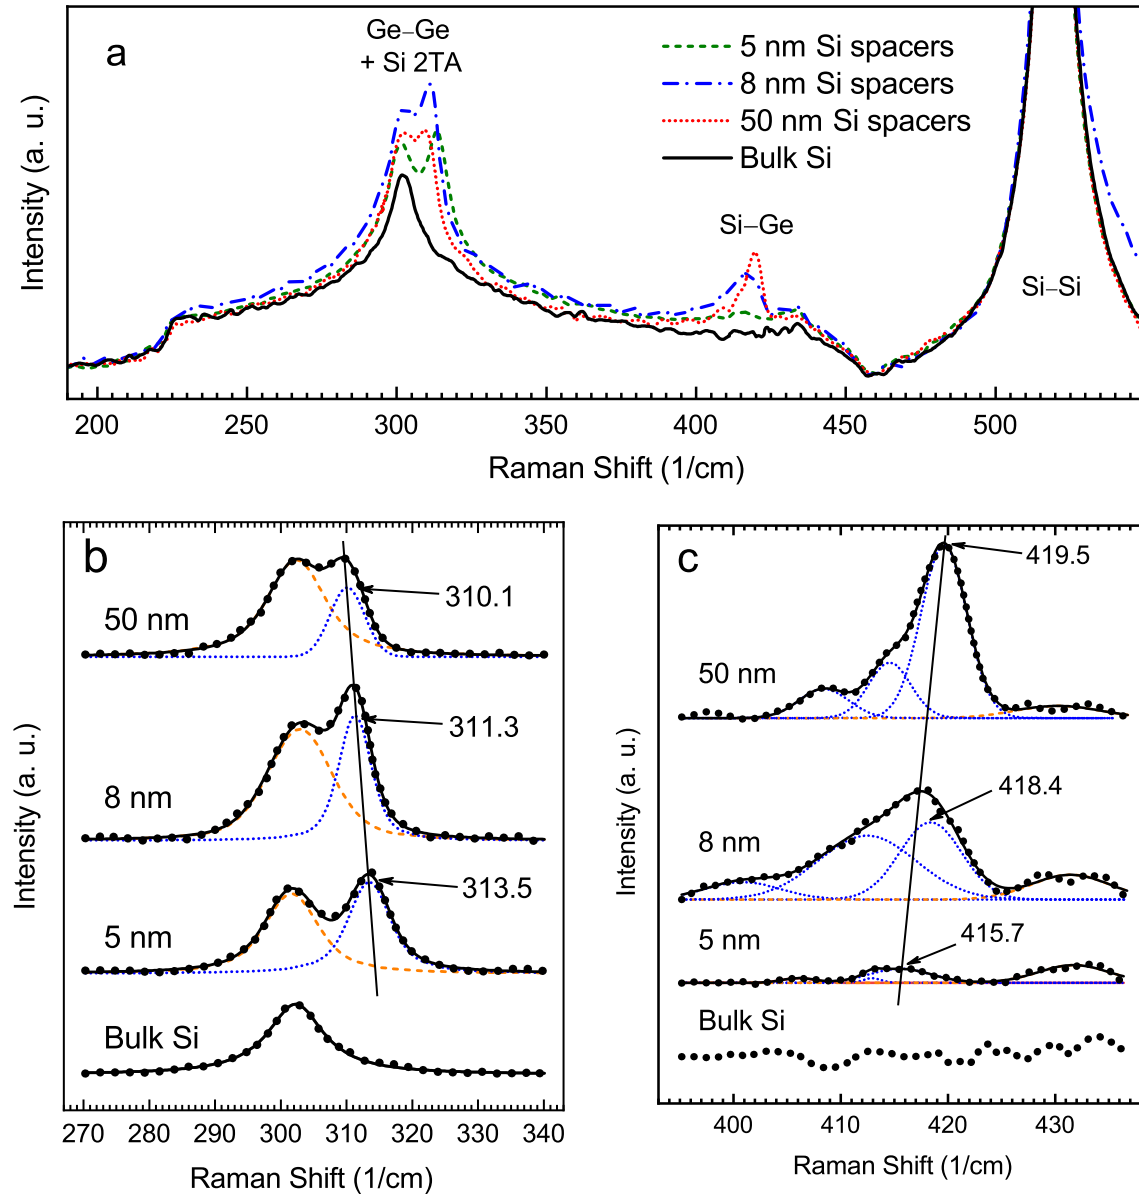 a
Ge–Ge
+ Si 2TA
5 nm Si spacers
8 nm Si spacers
50 nm Si spacers
Bulk Si
Si–Ge
Si–Si
Intensity (a. u.)
200 250 300 350 400 450 500
Raman Shift (1/cm)
b
50 nm
310.1
8 nm
311.3
5 nm
313.5
Bulk Si
Intensity (a. u.)
270 280 290 300 310 320 330 340
Raman Shift (1/cm)
c
419.5
50 nm
418.4
8 nm
415.7
5 nm
Bulk Si
Intensity (a. u.)
400 410 420 430
Raman Shift (1/cm)